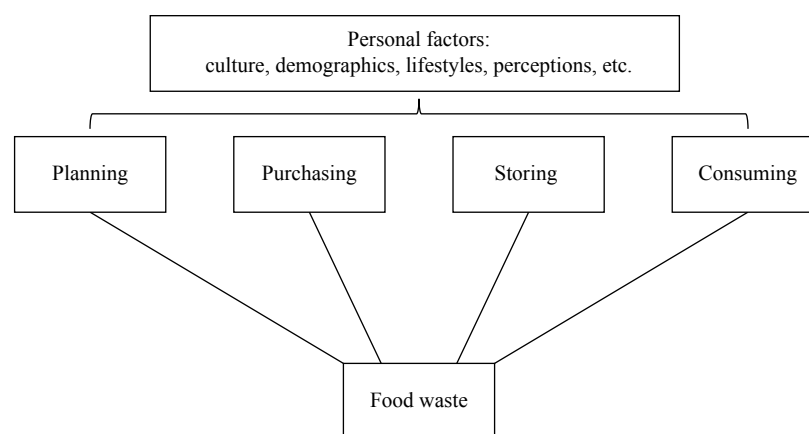 Personal factors:
culture, demographics, lifestyles, perceptions, etc.
Planning
Purchasing
Storing
Consuming
Food waste